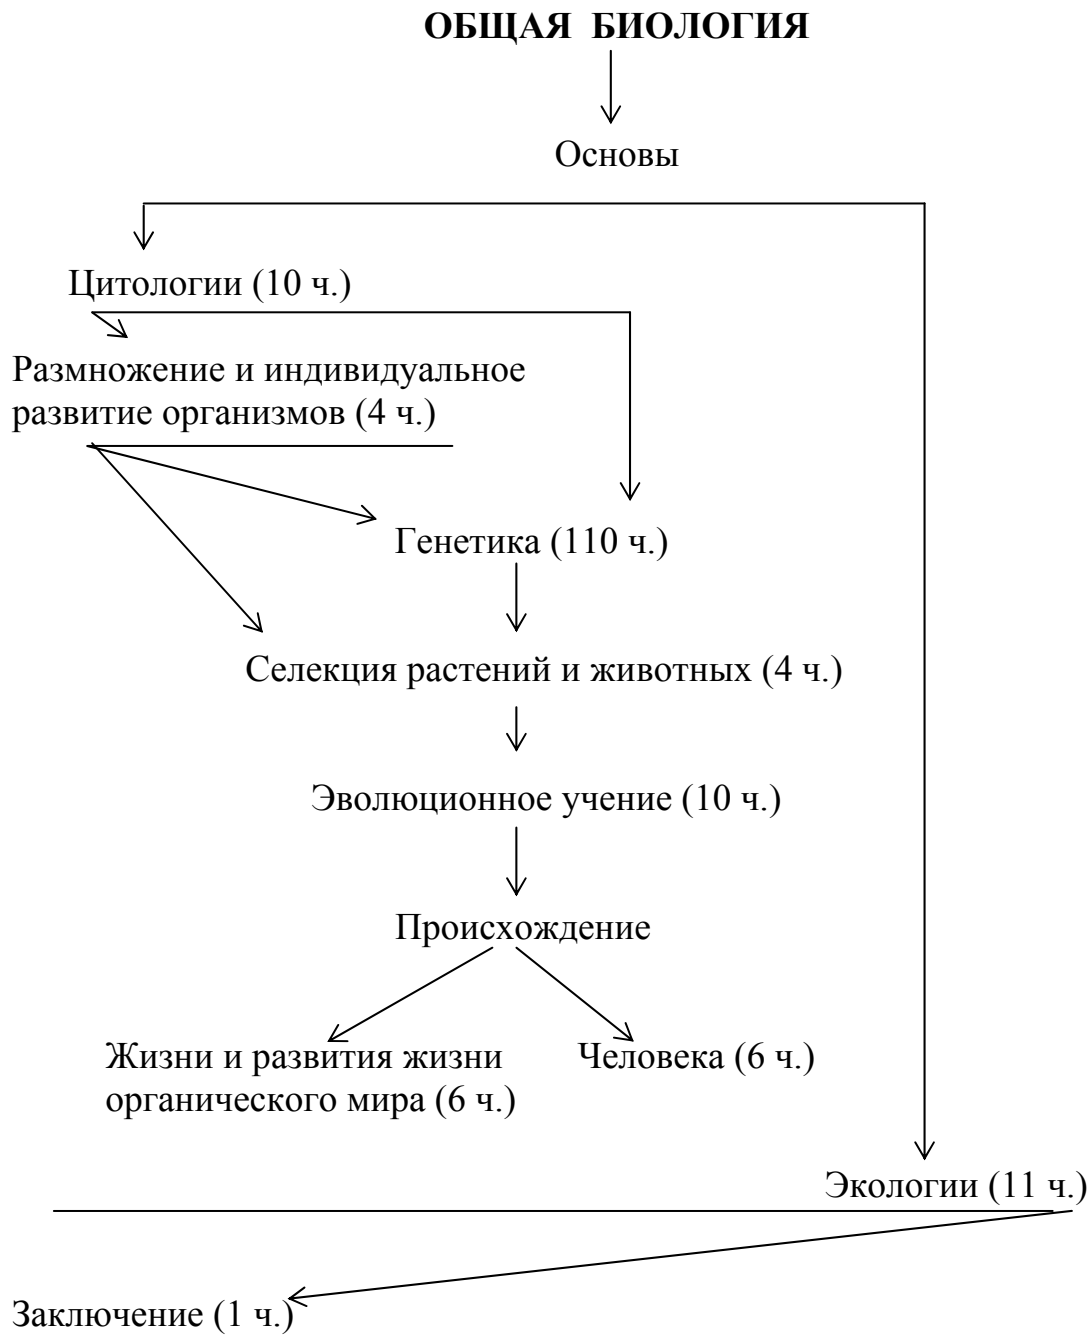 ОБЩАЯ БИОЛОГИЯ
Основы
Цитологии (10 ч.)
Размножение и индивидуальное
развитие организмов (4 ч.)
Генетика (110 ч.)
Селекция растений и животных (4 ч.)
Эволюционное учение (10 ч.)
Происхождение
Жизни и развития жизни
органического мира (6 ч.)
Человека (6 ч.)
Экологии (11 ч.)
Заключение (1 ч.)